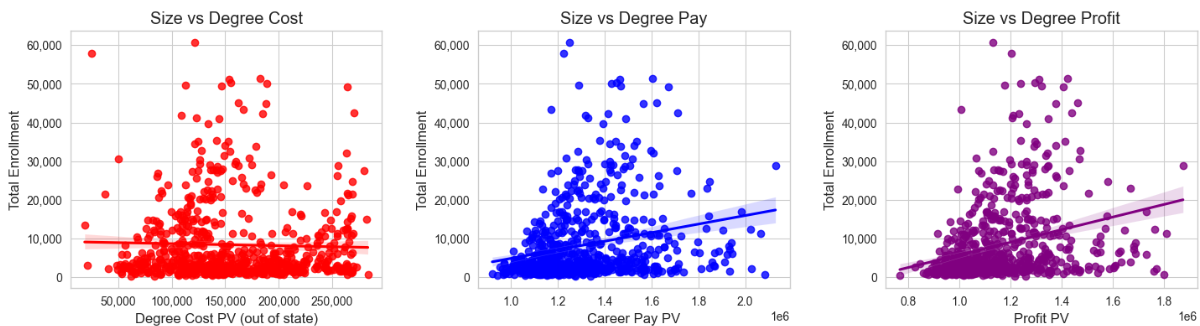 Size vs Degree Cost
60,000
50,000
40,000
30,000
20,000
10,000
0
Total Enrollment
50,000 100,000 150,000 200,000 250,000
Degree Cost PV (out of state)
Size vs Degree Pay
60,000
50,000
40,000
30,000
20,000
10,000
0
Total Enrollment
1.0 1.2 1.4 1.6 1.8 2.0
1e6
Career Pay PV
Size vs Degree Profit
60,000
50,000
40,000
30,000
20,000
10,000
0
Total Enrollment
0.8 1.0 1.2 1.4 1.6 1.8
1e6
Profit PV